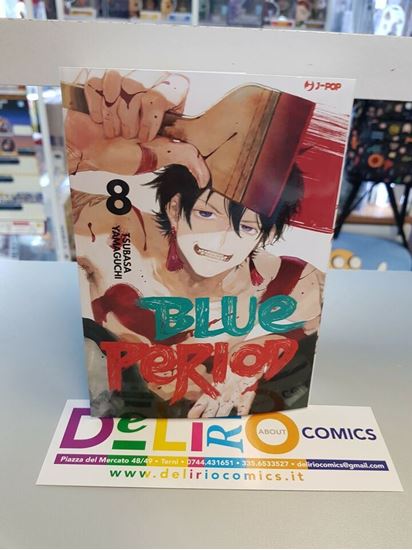 J-POP
8
TSUBASA
YAMAGUCHI
BLUE
PERIOD
DeLiRiO ABOUT COMICS
Piazza del Mercato 48/49 • Terni • 0744.431651 • 335.6533527 • deliriocomics@gmail.com
www.deliriocomics.it